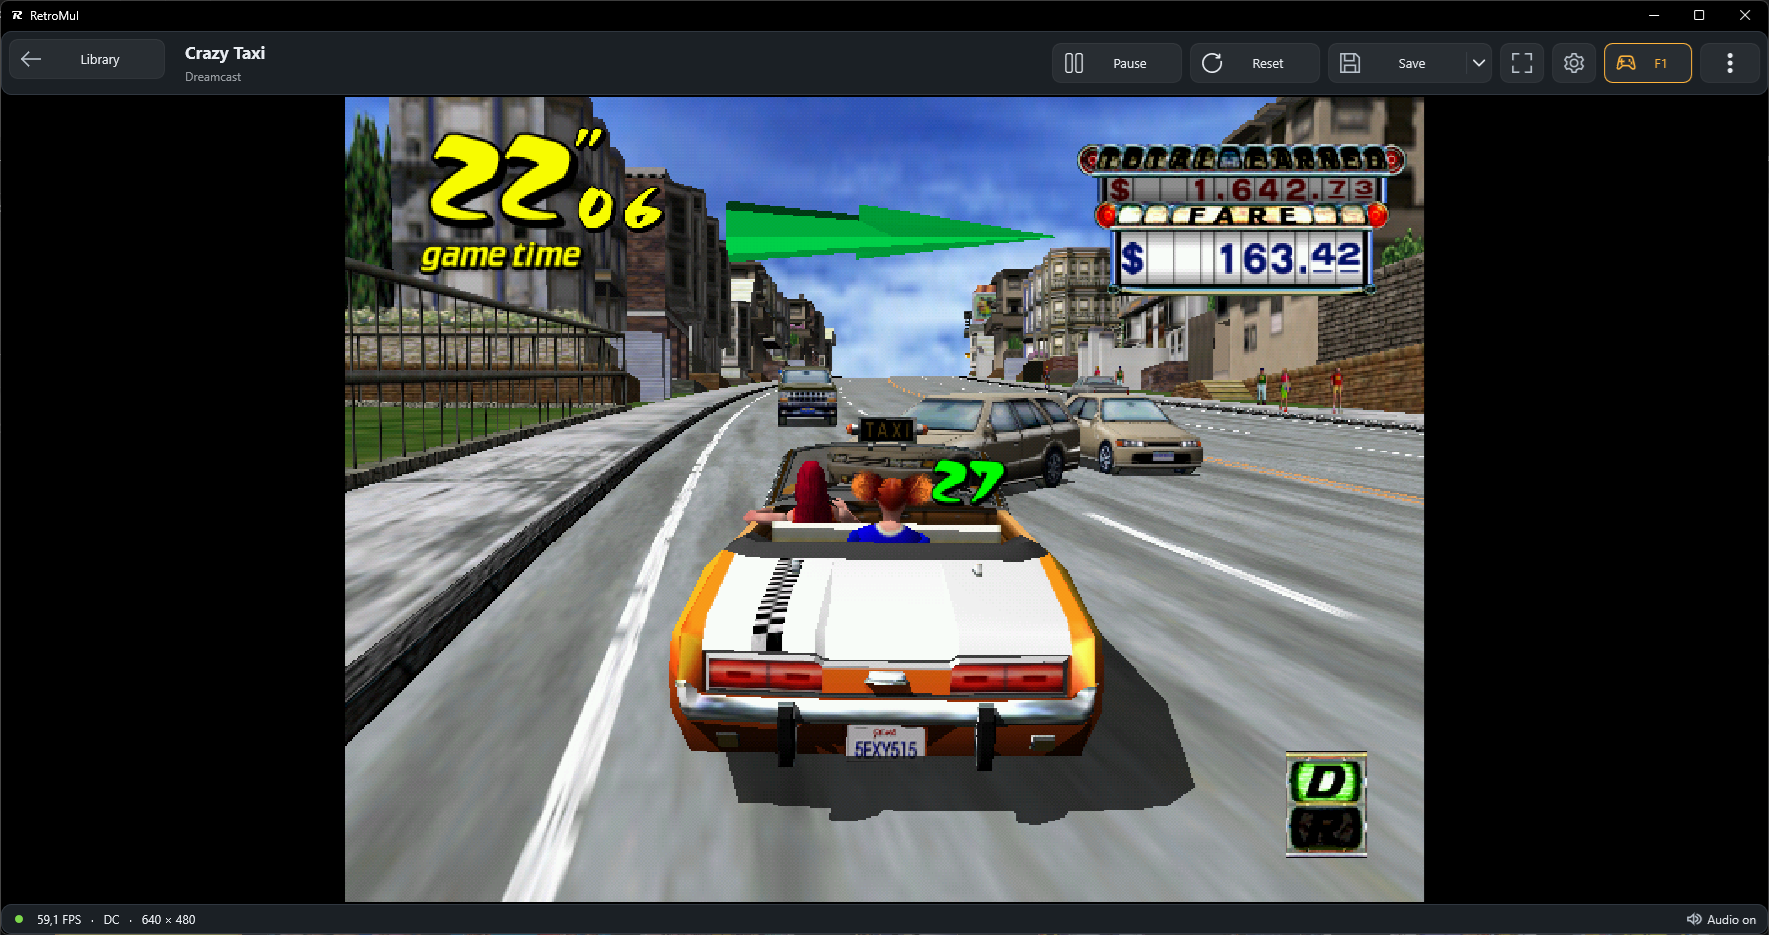 RetroMul
Library
Crazy Taxi
Dreamcast
Pause
Reset
Save
F1
22"06
game time
TOTAL EARNED
$ 1,642.73
FARE
$ 163.42
TAXI
27
5EXY515
D
R
59,1 FPS · DC · 640 × 480
Audio on